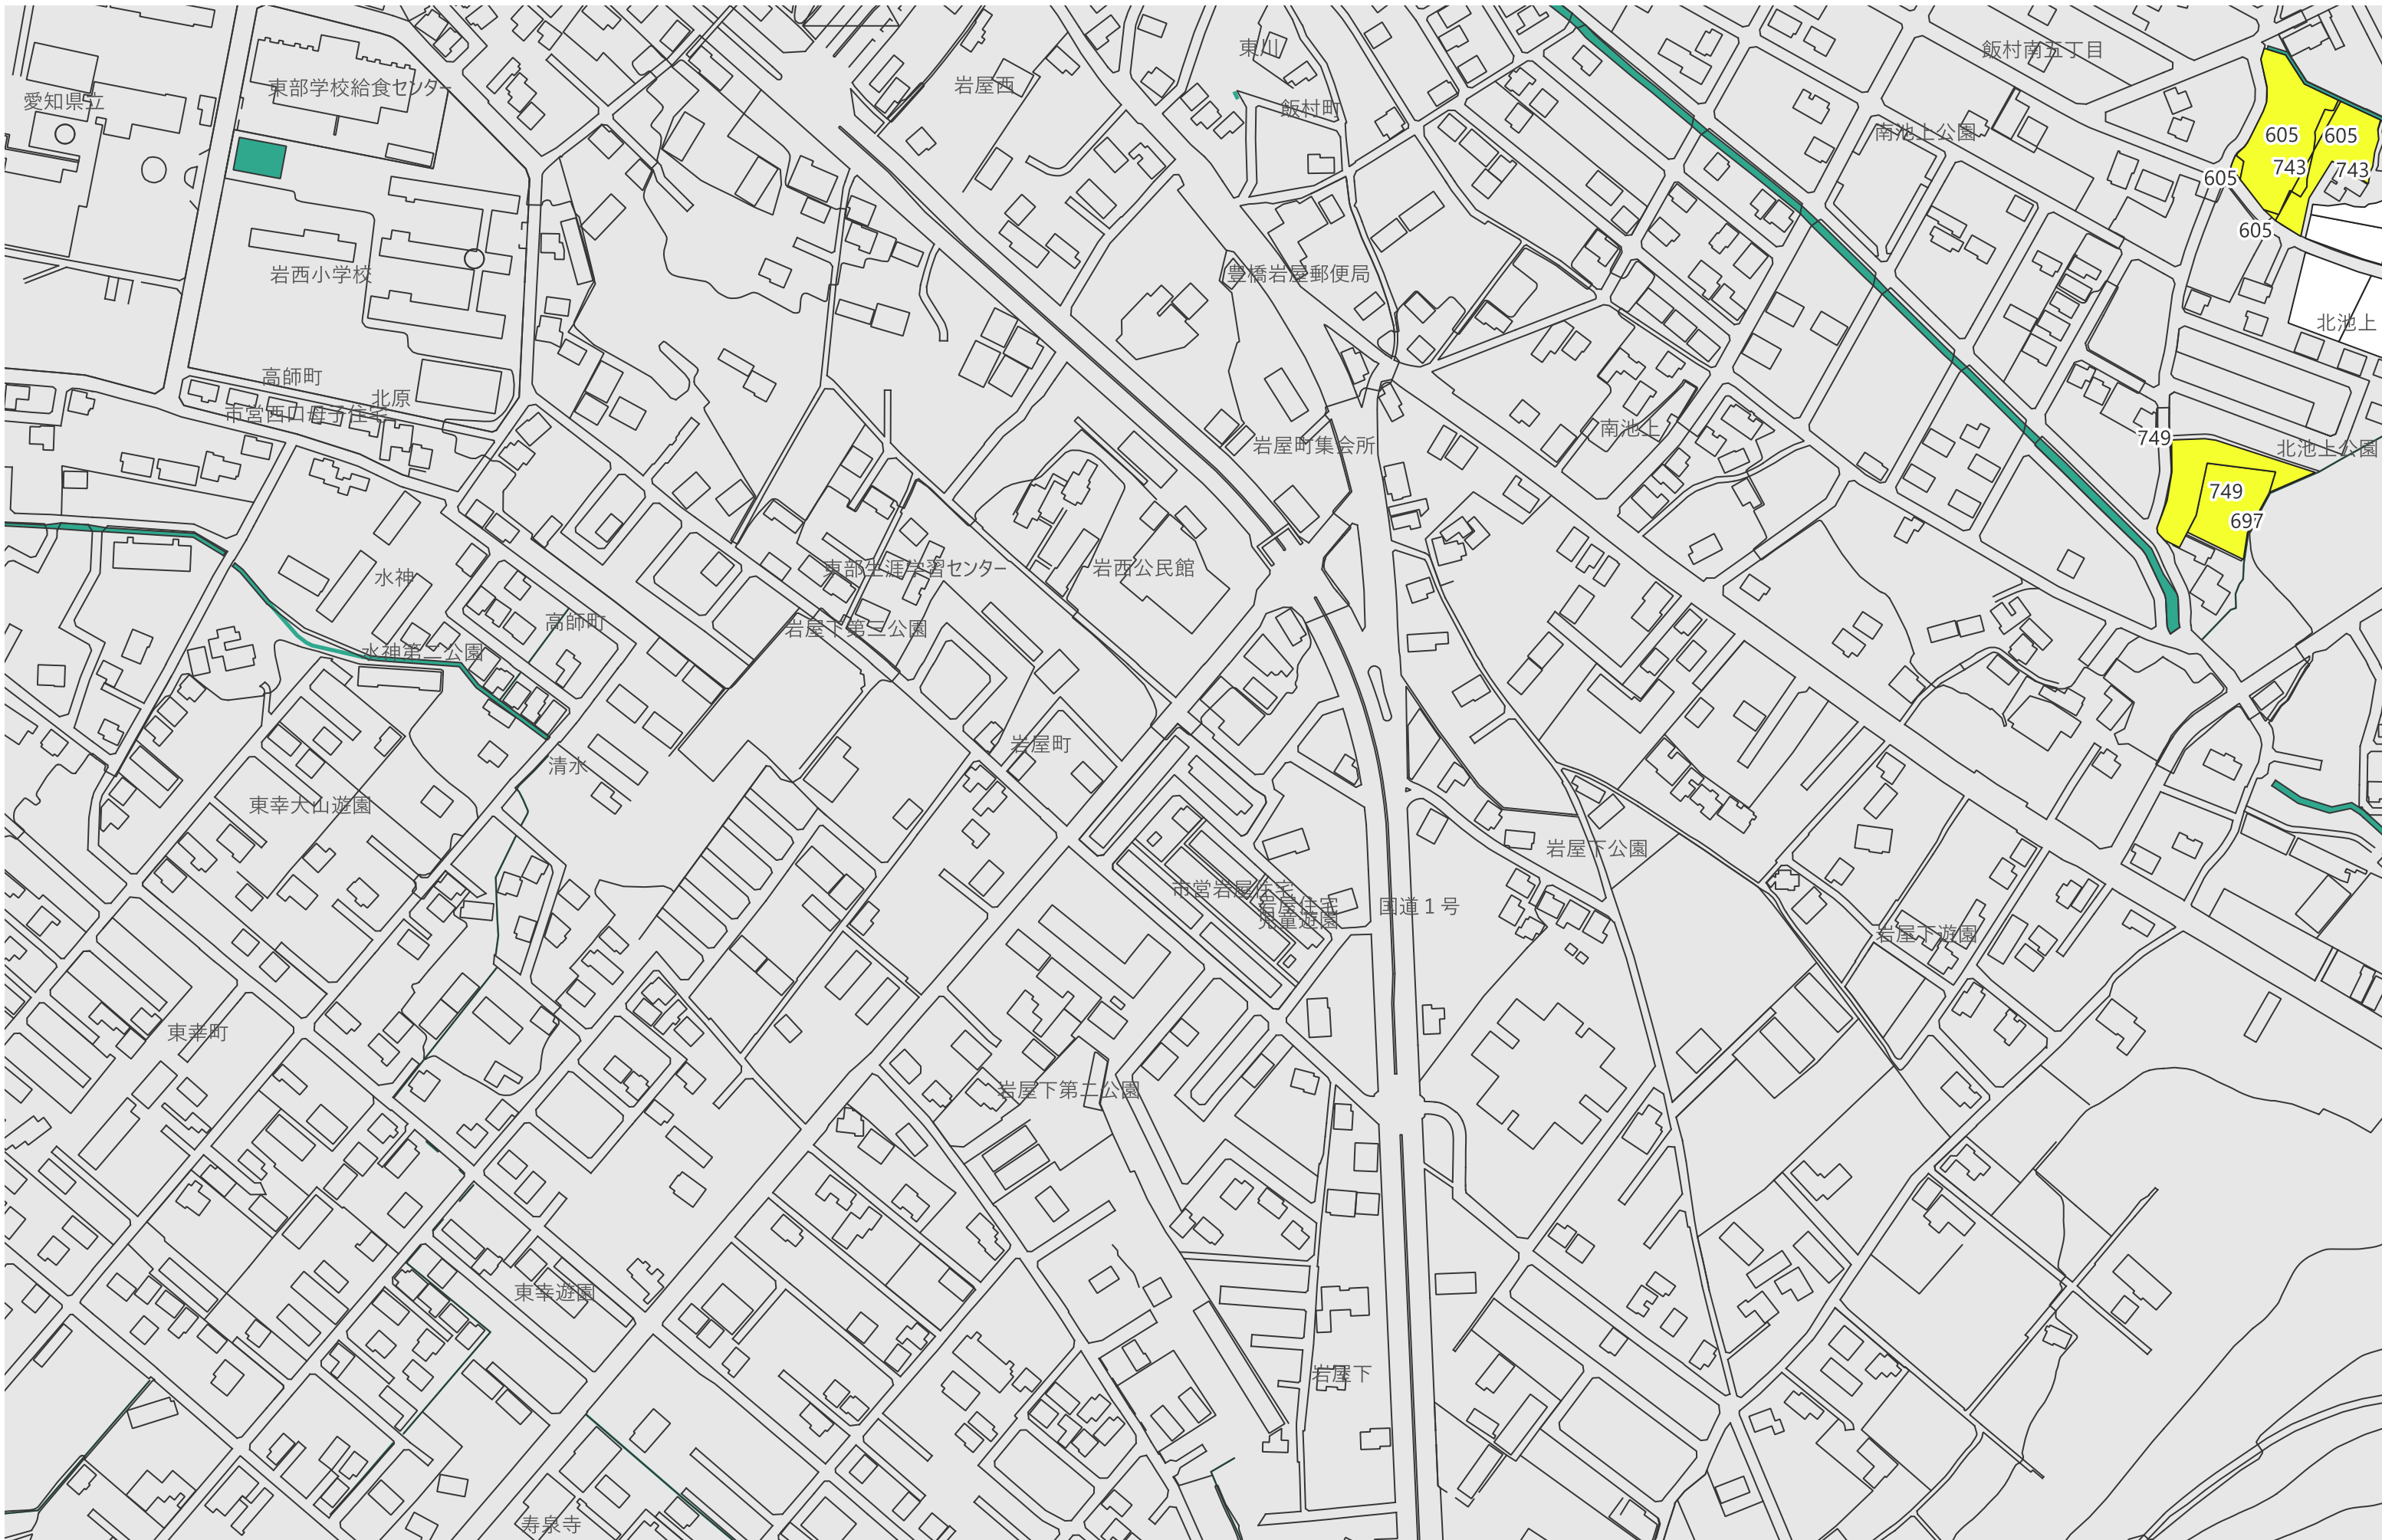 東川
飯村南五丁目
岩屋西
東部学校給食センター
愛知県立
飯村町
南池上公園
605
605
743
743
605
605
豊橋岩屋郵便局
岩西小学校
北池上
高師町
北原
市営西口母子住宅
南池上
749
岩屋町集会所
北池上公園
749
697
東部生涯学習センター
岩西公民館
水神
高師町
岩屋下第三公園
水神第二公園
岩屋町
清水
東幸大山遊園
岩屋下公園
市営岩屋住宅
岩屋住宅
児童遊園
国道1号
岩屋下遊園
東幸町
岩屋下第二公園
東幸遊園
岩屋下
寿泉寺